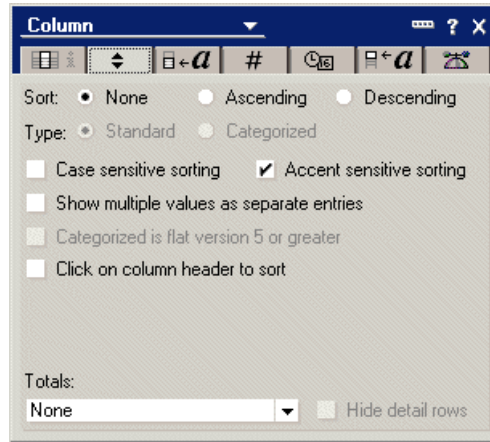 Column ? X
i a # 16 a
Sort: None Ascending Descending
Type: Standard Categorized
Case sensitive sorting Accent sensitive sorting
Show multiple values as separate entries
Categorized is flat version 5 or greater
Click on column header to sort
Totals:
None Hide detail rows